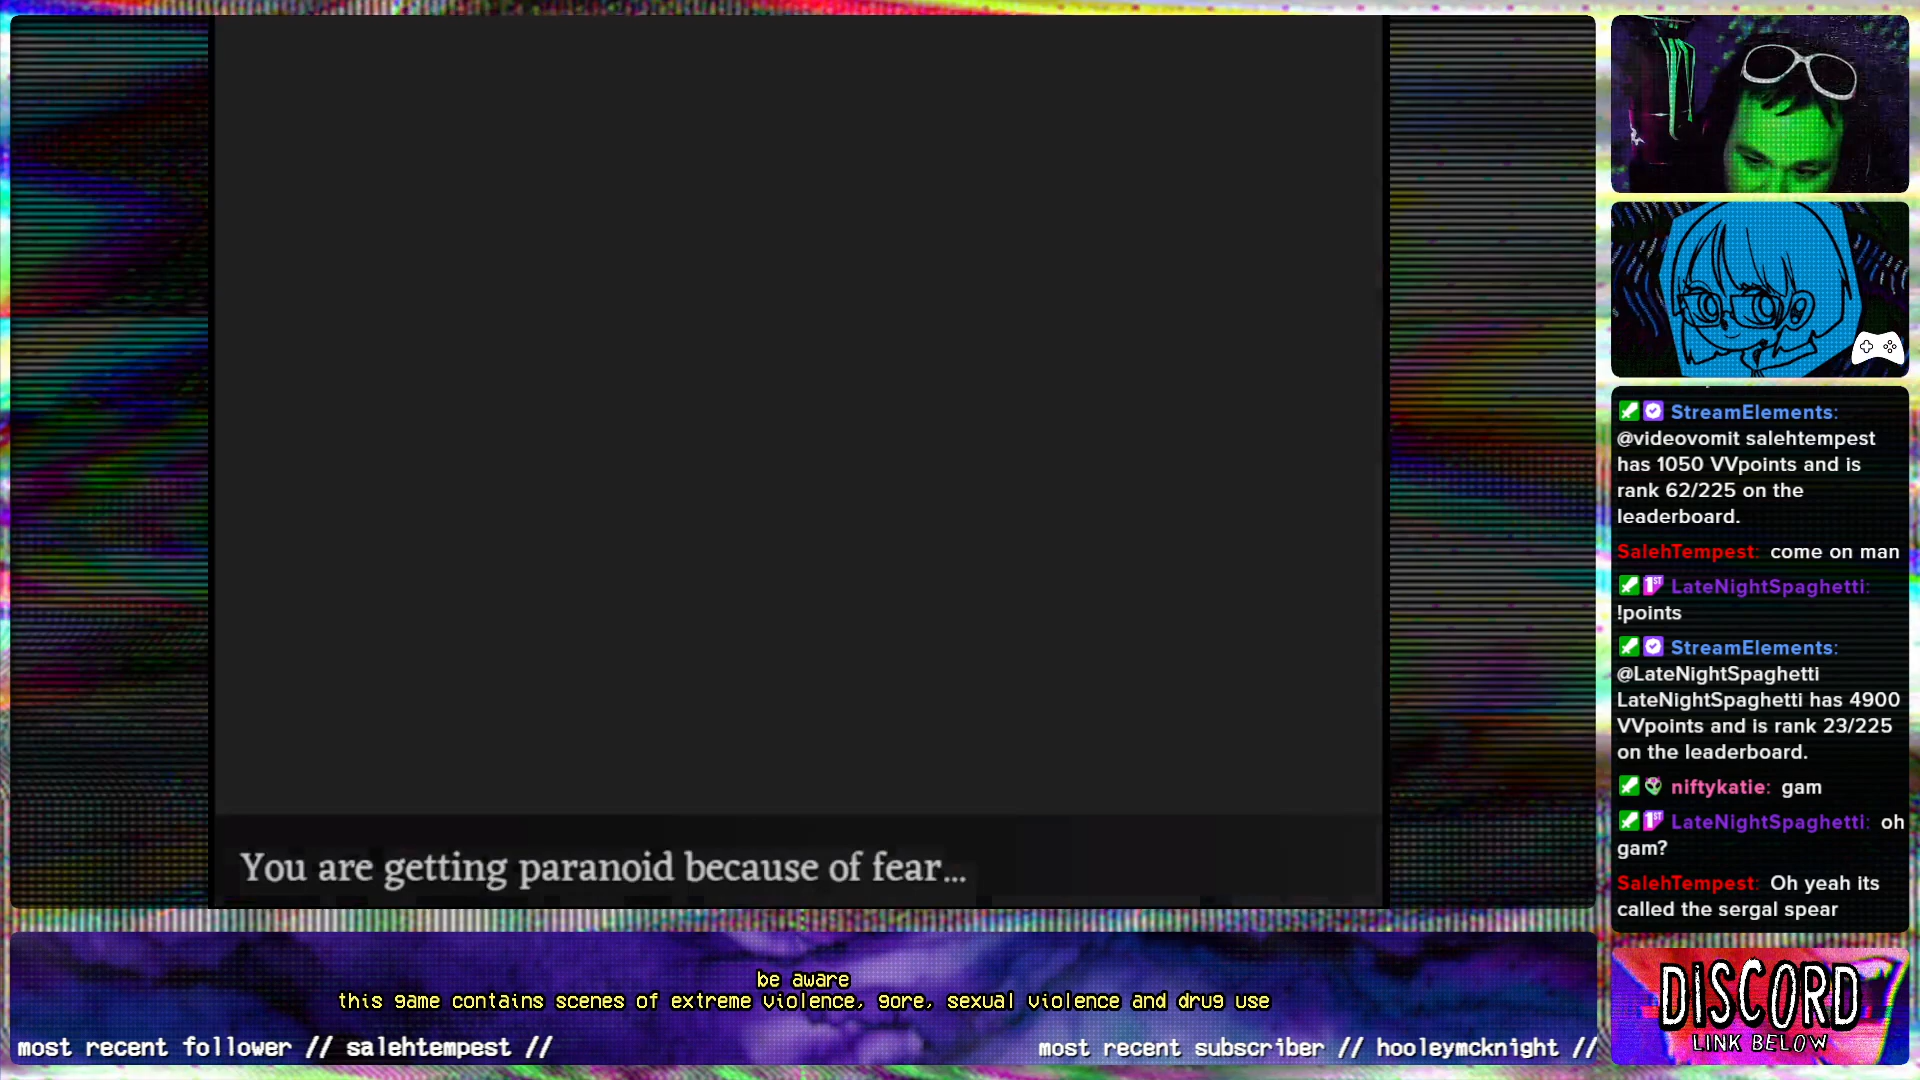 You are getting paranoid because of fear...
be aware
this game contains scenes of extreme violence, gore, sexual violence and drug use
most recent follower // salehtempest //
most recent subscriber // hooleymcknight //
StreamElements:
@videovomit salehtempest
has 1050 VVpoints and is
rank 62/225 on the
leaderboard.
SalehTempest: come on man
1ST LateNightSpaghetti:
!points
StreamElements:
@LateNightSpaghetti
LateNightSpaghetti has 4900
VVpoints and is rank 23/225
on the leaderboard.
niftykatie: gam
1ST LateNightSpaghetti: oh
gam?
SalehTempest: Oh yeah its
called the sergal spear
DISCORD
LINK BELOW